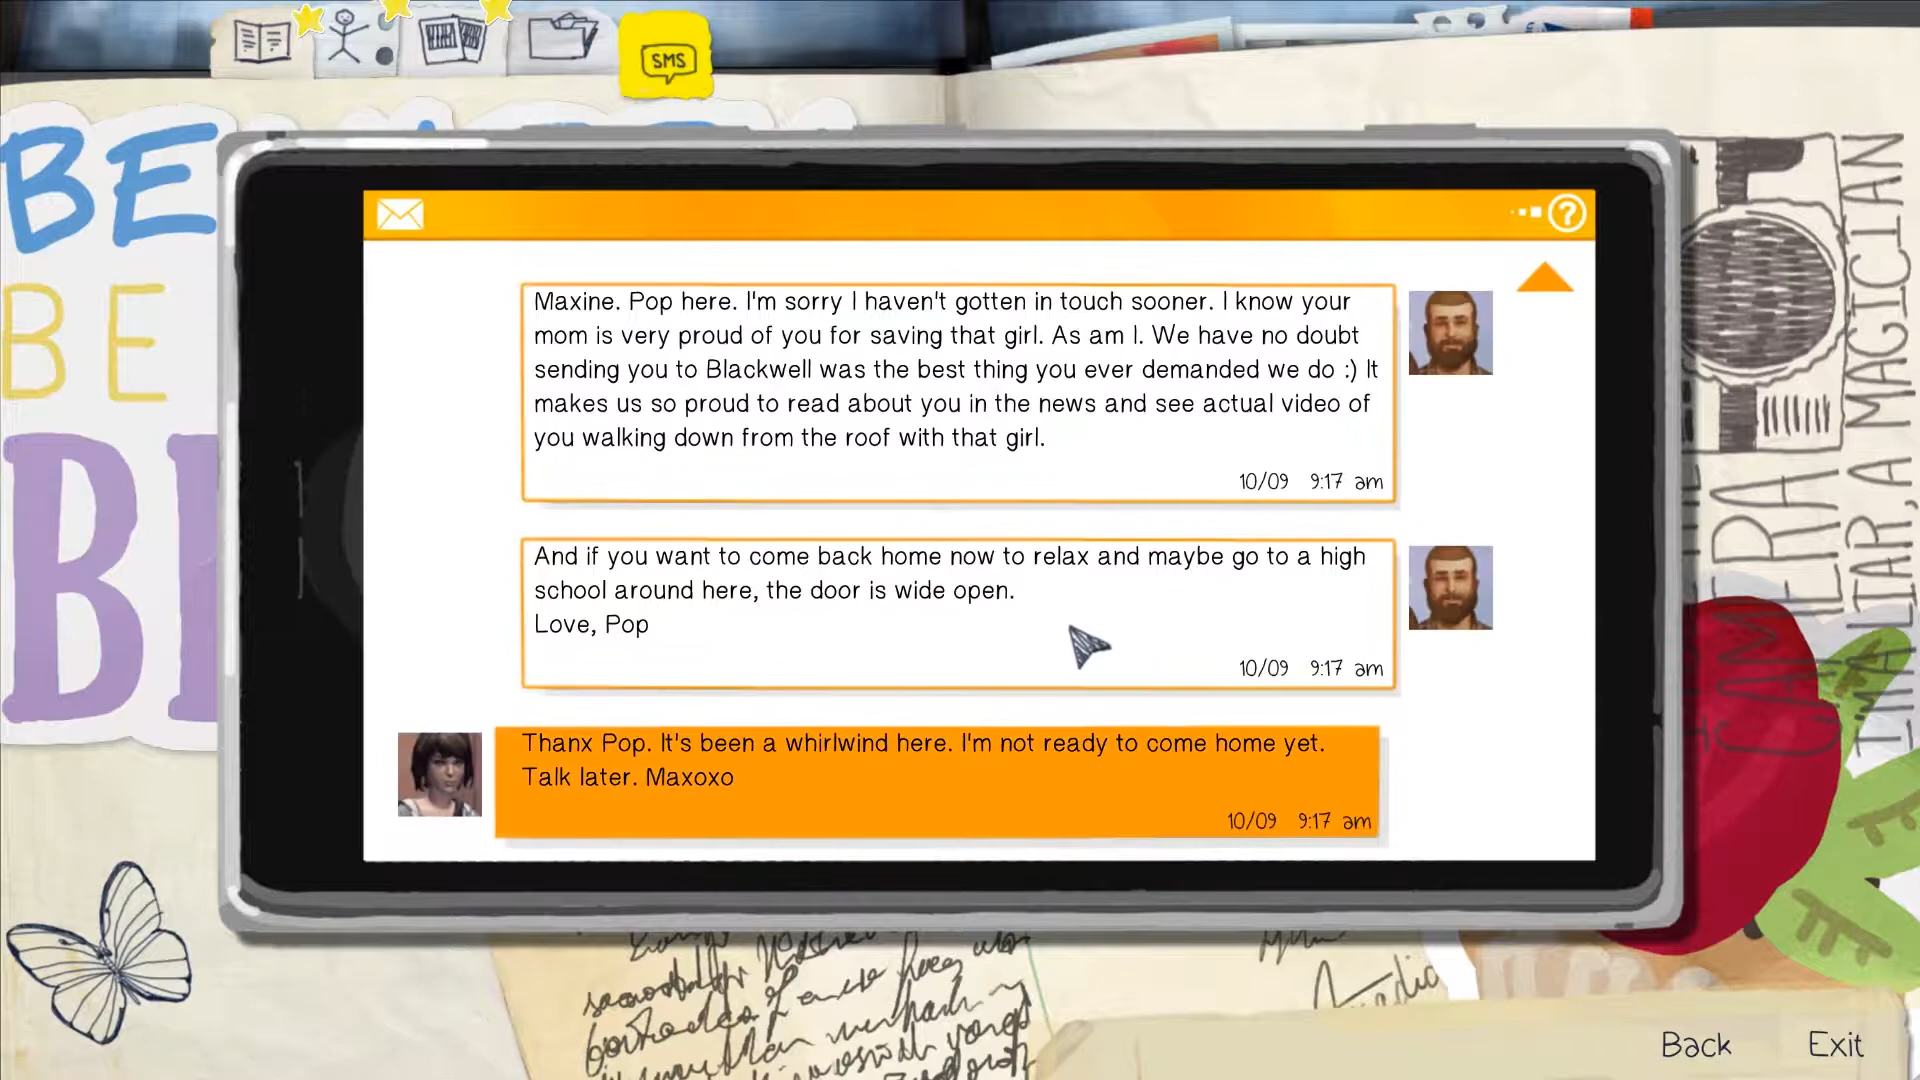 SMS
BE
BE
Maxine. Pop here. I'm sorry I haven't gotten in touch sooner. I know your
mom is very proud of you for saving that girl. As am I. We have no doubt
sending you to Blackwell was the best thing you ever demanded we do :) It
makes us so proud to read about you in the news and see actual video of
you walking down from the roof with that girl.
10/09 9:17 am
And if you want to come back home now to relax and maybe go to a high
school around here, the door is wide open.
Love, Pop
10/09 9:17 am
Thanx Pop. It's been a whirlwind here. I'm not ready to come home yet.
Talk later. Maxoxo
10/09 9:17 am
CAMERA
I'M A LIAR, A MAGICIAN
Back Exit